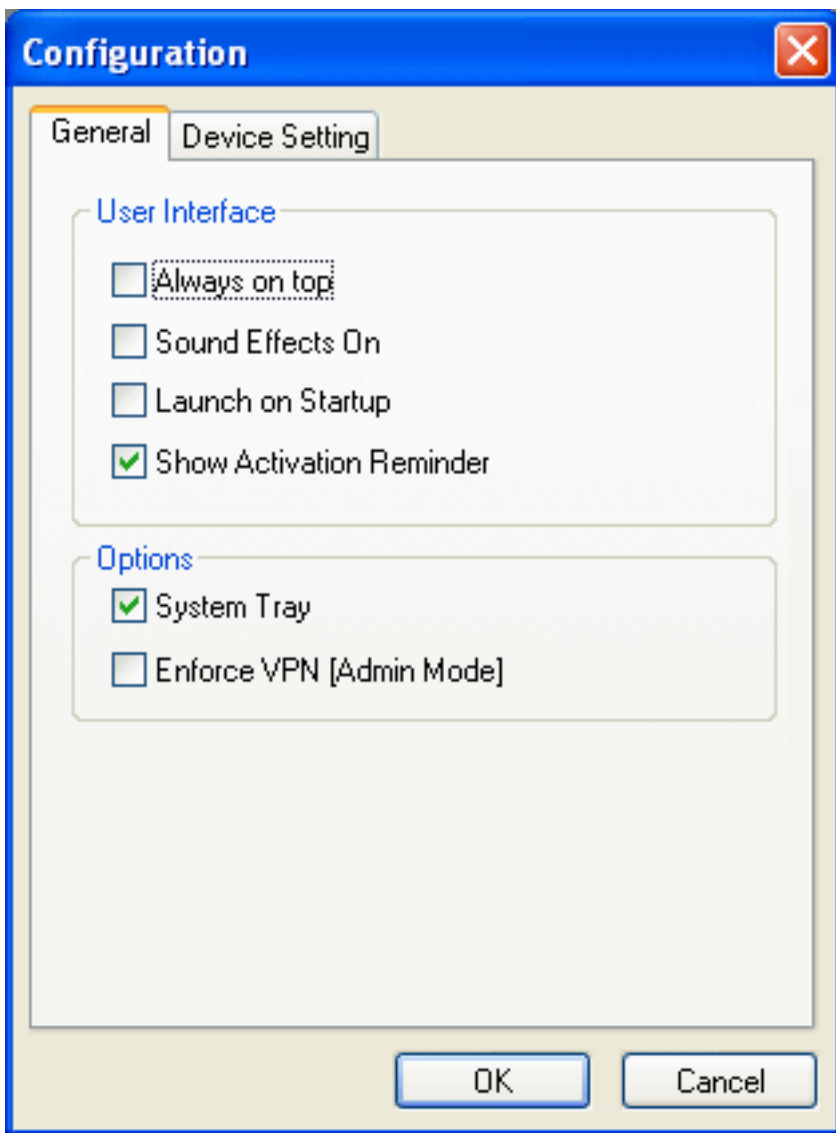 Configuration
General
Device Setting
User Interface
Always on top
Sound Effects On
Launch on Startup
Show Activation Reminder
Options
System Tray
Enforce VPN [Admin Mode]
OK
Cancel